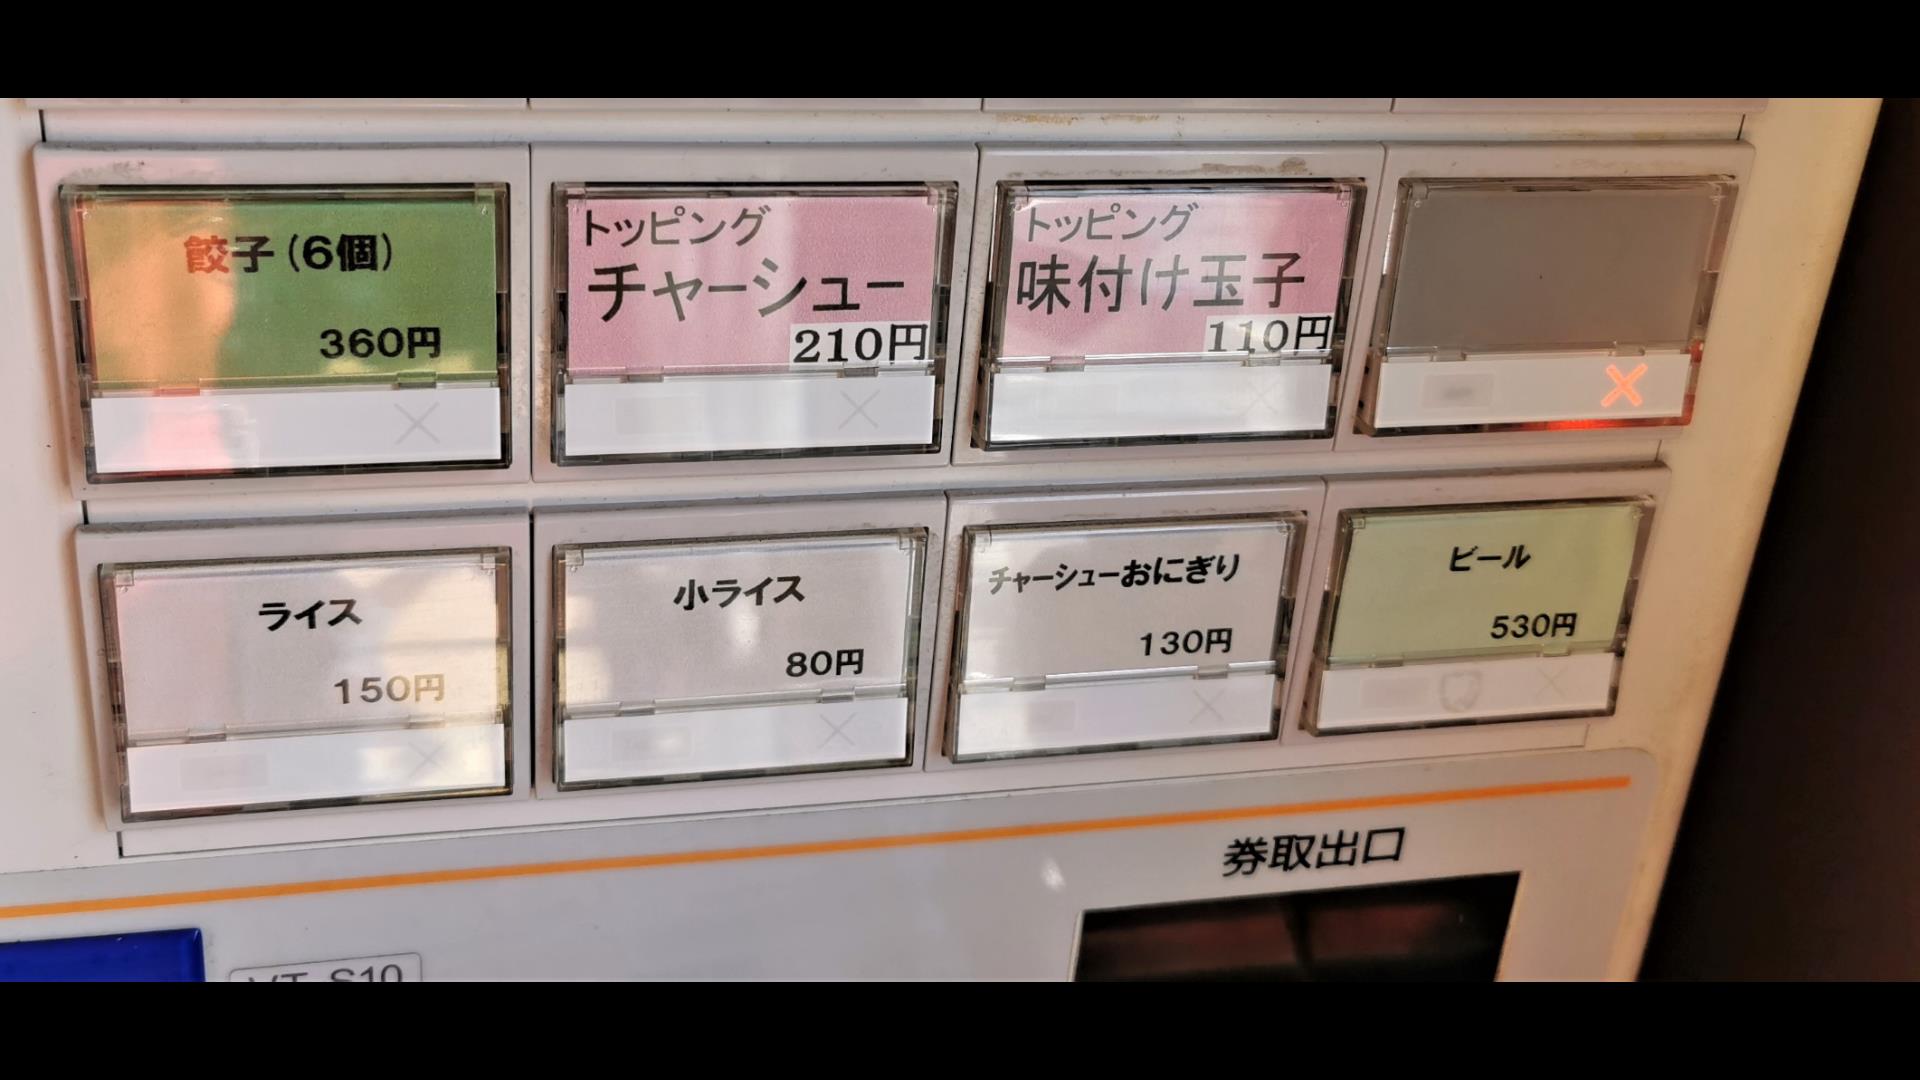 餃子(6個)
360円
トッピング
チャーシュー
210円
トッピング
味付け玉子
110円
ライス
150円
小ライス
80円
チャーシューおにぎり
130円
ビール
530円
券取出口
VT-S10